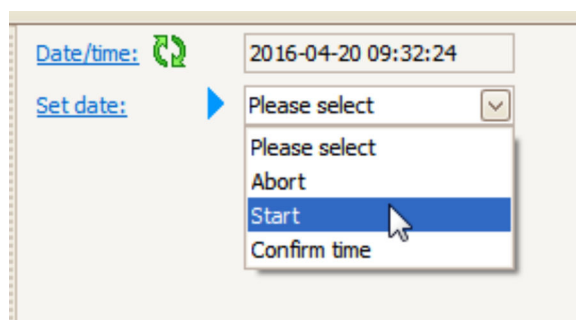 Date/time: 2016-04-20 09:32:24
Set date: Please select
Please select
Abort
Start
Confirm time